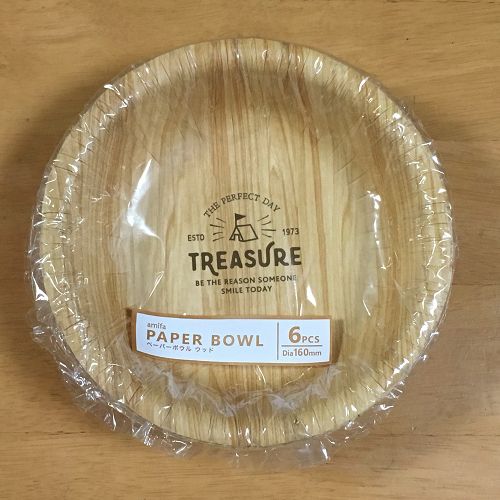 THE PERFECT DAY
ESTD 1973
TREASURE
BE THE REASON SOMEONE
SMILE TODAY
amifa
PAPER BOWL
ペーパーボウル ウッド
6PCS
Dia160mm